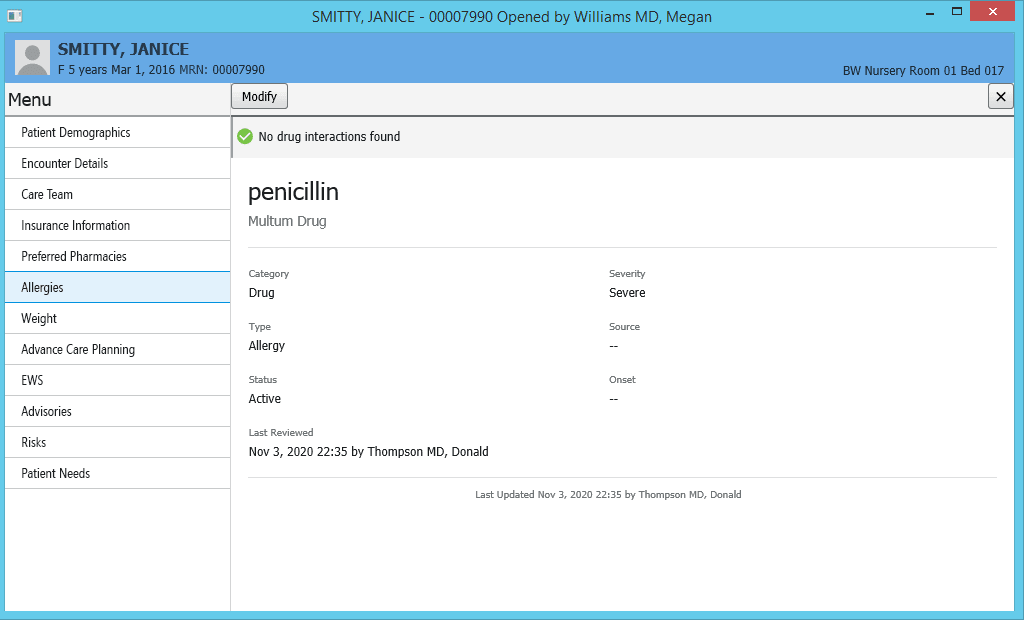 SMITTY, JANICE - 00007990 Opened by Williams MD, Megan
SMITTY, JANICE
F 5 years Mar 1, 2016 MRN: 00007990
BW Nursery Room 01 Bed 017
Menu
Modify
Patient Demographics
Encounter Details
Care Team
Insurance Information
Preferred Pharmacies
Allergies
Weight
Advance Care Planning
EWS
Advisories
Risks
Patient Needs
No drug interactions found
penicillin
Multum Drug
Category
Drug
Severity
Severe
Type
Allergy
Source
--
Status
Active
Onset
--
Last Reviewed
Nov 3, 2020 22:35 by Thompson MD, Donald
Last Updated Nov 3, 2020 22:35 by Thompson MD, Donald